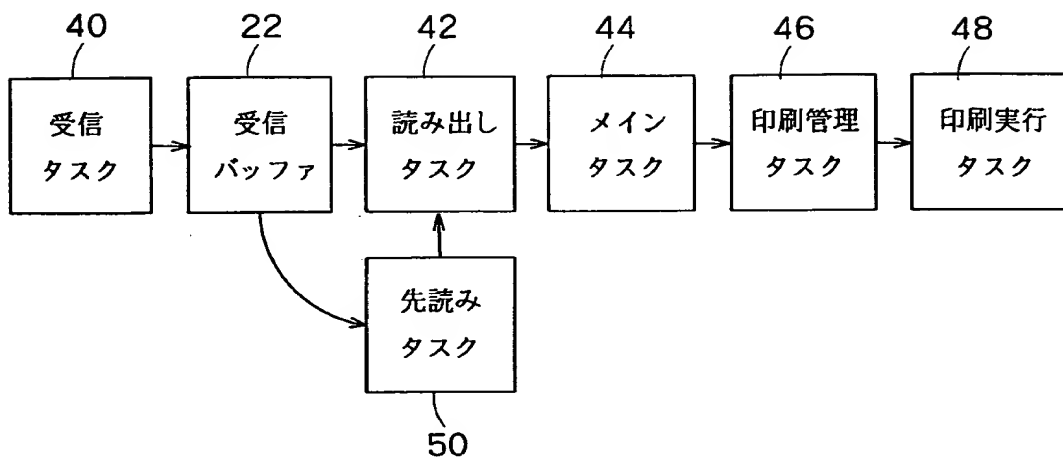 40
22
42
44
46
48
受信
タスク
受信
バッファ
読み出し
タスク
メイン
タスク
印刷管理
タスク
印刷実行
タスク
先読み
タスク
50